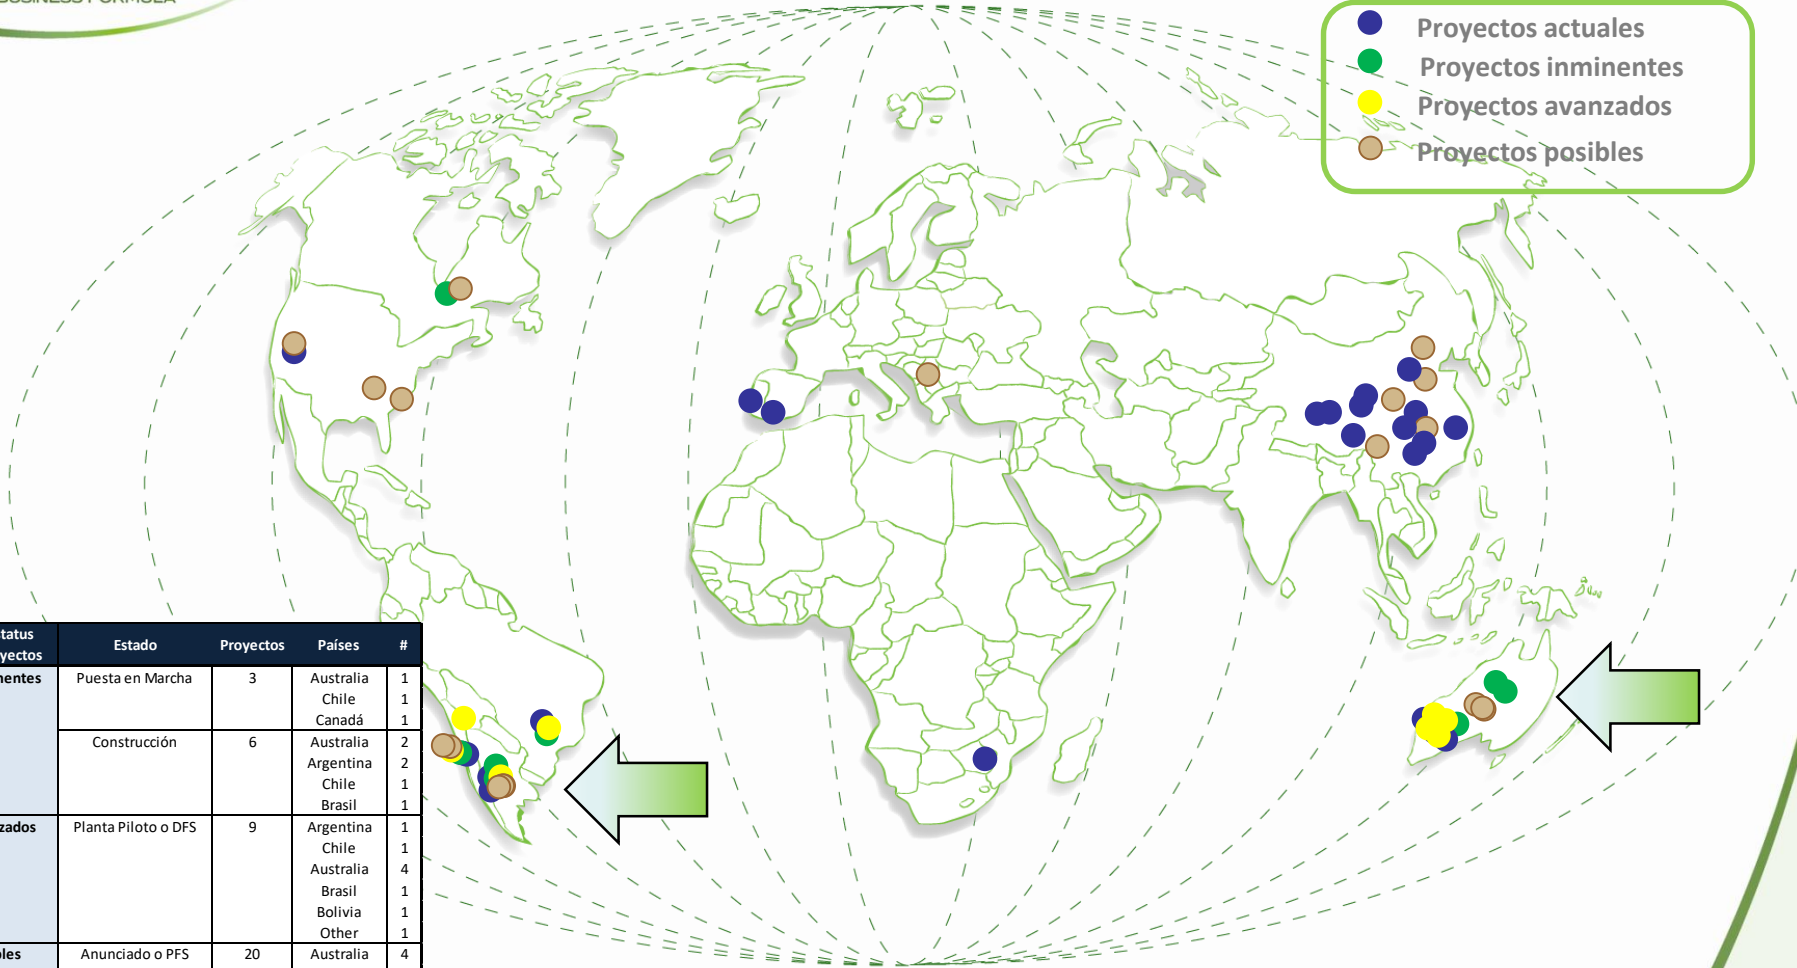 BUSINESS FORMULA
Proyectos actuales
Proyectos inminentes
Proyectos avanzados
Proyectos posibles
Estado Proyectos Países #
Puesta en Marcha 3 Australia 1
Chile 1
Canadá 1
Construcción 6 Australia 2
Argentina 2
Chile 1
Brasil 1
Planta Piloto o DFS 9 Argentina 1
Chile 1
Australia 4
Brasil 1
Bolivia 1
Other 1
Anunciado o PFS 20 Australia 4